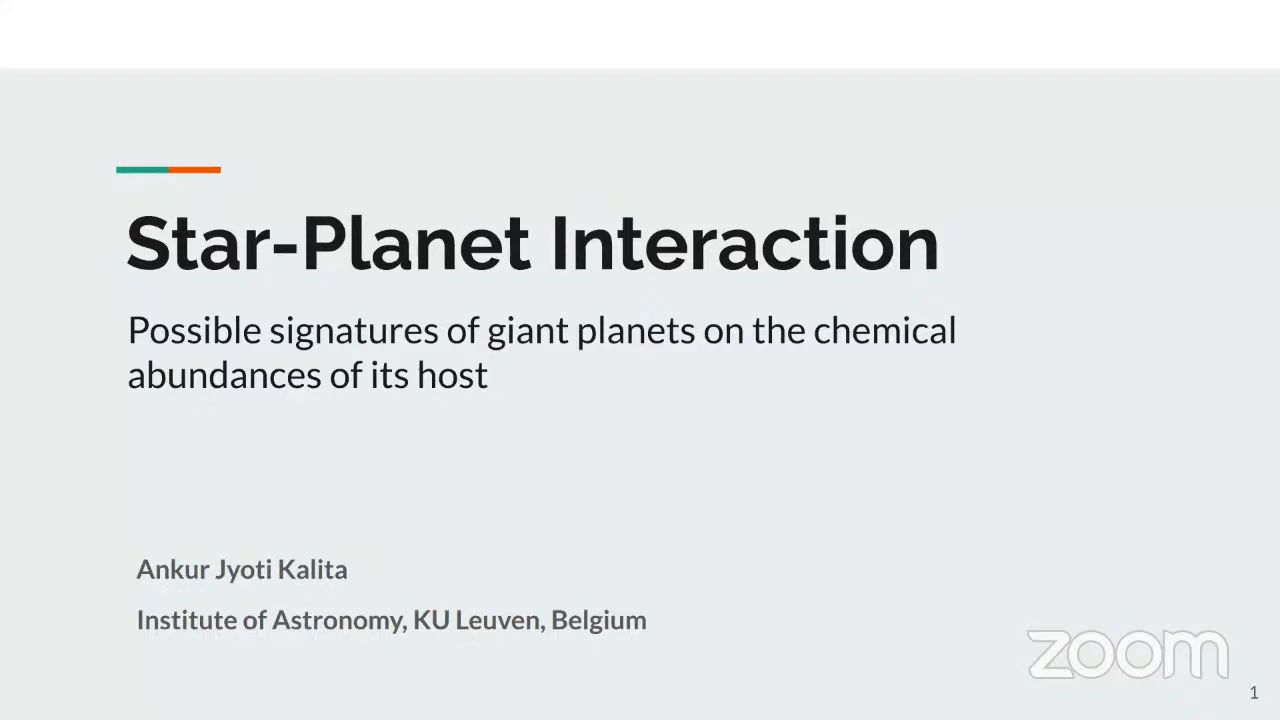 Star-Planet Interaction
Possible signatures of giant planets on the chemical
abundances of its host
Ankur Jyoti Kalita
Institute of Astronomy, KU Leuven, Belgium
zoom
1